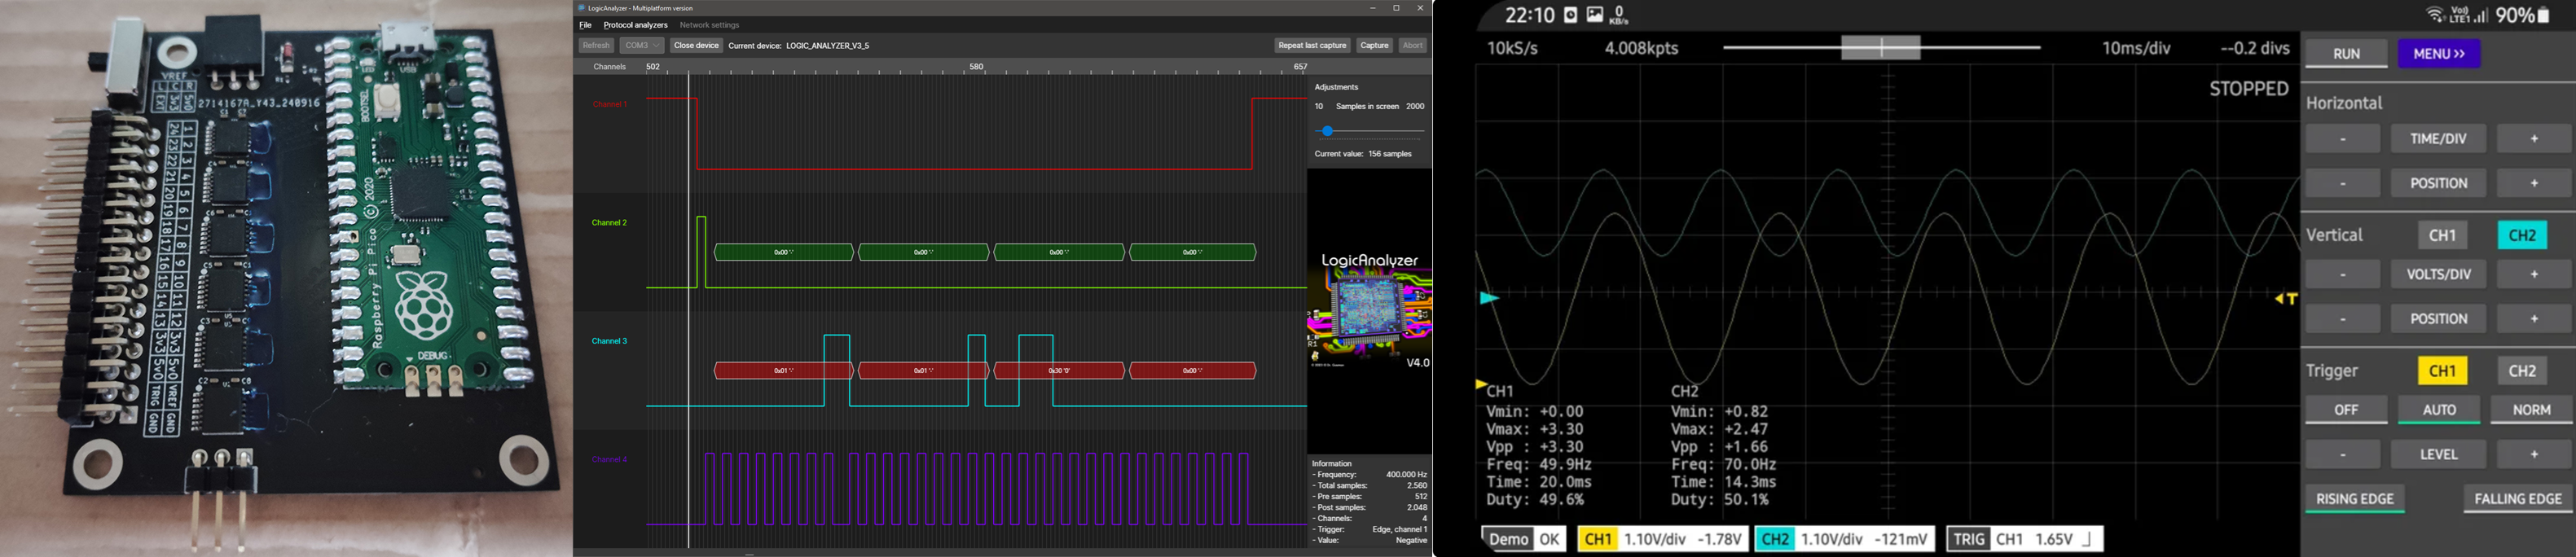 VREF
L C R
EXT 3v3 5v0
2714167A_Y43_240916
BOOTSEL
LED
USB
Raspberry Pi Pico © 2020
DEBUG
24 23 22 21 20 19 18 17 16 15 14 13 3v3 5v0 TRIG GND
1 2 3 4 5 6 7 8 9 10 11 12 3v3 5v0 VREF GND
LogicAnalyzer - Multiplatform version
File Protocol analyzers Network settings
Refresh COM3 Close device Current device: LOGIC_ANALYZER_V3_5 Repeat last capture Capture Abort
Channels 502 580 657
Channel 1
Channel 2
0x00 '·' 0x00 '·' 0x00 '·' 0x00 '·'
Channel 3
0x01 '·' 0x01 '·' 0x30 '0' 0x00 '·'
Channel 4
Adjustments
10 Samples in screen 2000
Current value: 156 samples
LogicAnalyzer
V4.0
Information
- Frequency: 400.000 Hz
- Total samples: 2.560
- Pre samples: 512
- Post samples: 2.048
- Channels: 4
- Trigger: Edge, channel 1
- Value: Negative
22:10 0 KB/s Vo)) LTE1 90%
10kS/s 4.008kpts 10ms/div --0.2 divs
STOPPED
T
CH1 CH2
Vmin: +0.00 Vmin: +0.82
Vmax: +3.30 Vmax: +2.47
Vpp : +3.30 Vpp : +1.66
Freq: 49.9Hz Freq: 70.0Hz
Time: 20.0ms Time: 14.3ms
Duty: 49.6% Duty: 50.1%
Demo OK CH1 1.10V/div -1.78V CH2 1.10V/div -121mV TRIG CH1 1.65V
RUN MENU >>
Horizontal
- TIME/DIV +
- POSITION +
Vertical CH1 CH2
- VOLTS/DIV +
- POSITION +
Trigger CH1 CH2
OFF AUTO NORM
- LEVEL +
RISING EDGE FALLING EDGE